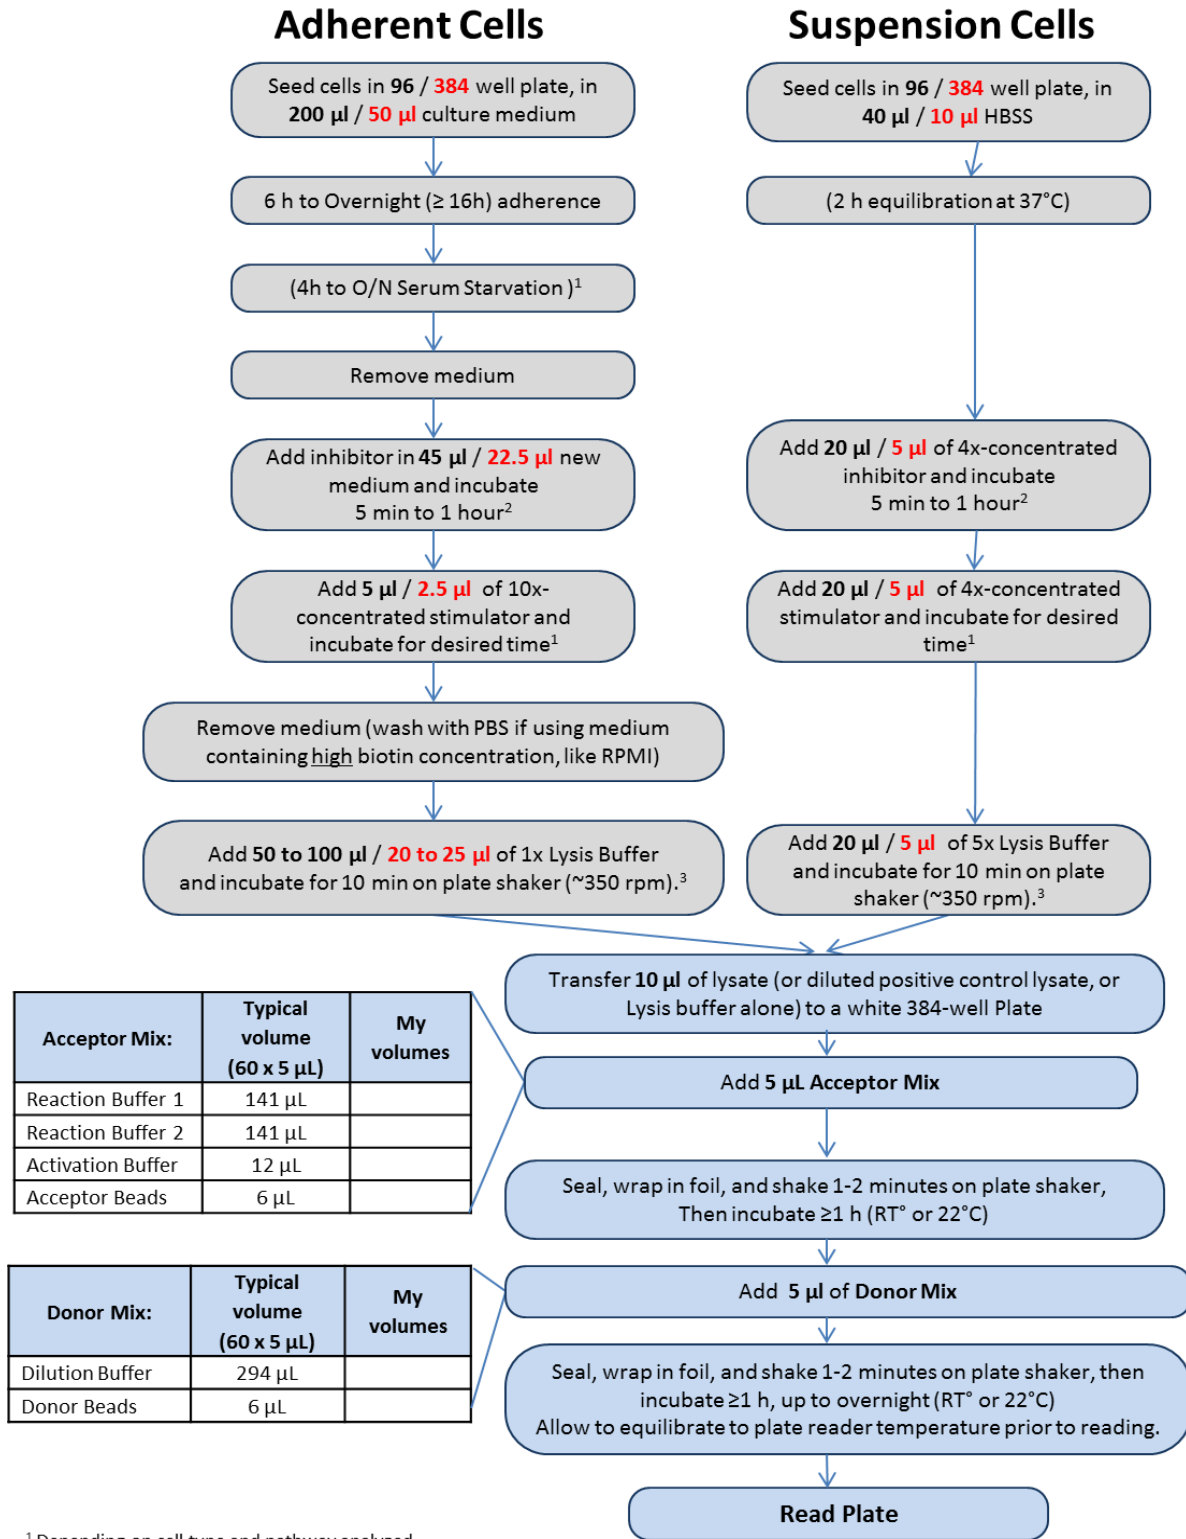 Adherent Cells
Seed cells in 96 / 384 well plate, in
200 µl / 50 µl culture medium
6 h to Overnight (≥ 16h) adherence
(4h to O/N Serum Starvation )1
Remove medium
Add inhibitor in 45 µl / 22.5 µl new
medium and incubate
5 min to 1 hour2
Add 5 µl / 2.5 µl of 10x-
concentrated stimulator and
incubate for desired time1
Remove medium (wash with PBS if using medium
containing high biotin concentration, like RPMI)
Add 50 to 100 µl / 20 to 25 µl of 1x Lysis Buffer
and incubate for 10 min on plate shaker (~350 rpm).3
Suspension Cells
Seed cells in 96 / 384 well plate, in
40 µl / 10 µl HBSS
(2 h equilibration at 37°C)
Add 20 µl / 5 µl of 4x-concentrated
inhibitor and incubate
5 min to 1 hour2
Add 20 µl / 5 µl of 4x-concentrated
stimulator and incubate for desired
time1
Add 20 µl / 5 µl of 5x Lysis Buffer
and incubate for 10 min on plate
shaker (~350 rpm).3
Transfer 10 µl of lysate (or diluted positive control lysate, or
Lysis buffer alone) to a white 384-well Plate
Add 5 µL Acceptor Mix
Acceptor Mix: Typical volume (60 x 5 µL) My volumes
Reaction Buffer 1 141 µL
Reaction Buffer 2 141 µL
Activation Buffer 12 µL
Acceptor Beads 6 µL
Seal, wrap in foil, and shake 1-2 minutes on plate shaker,
Then incubate ≥1 h (RT° or 22°C)
Add 5 µl of Donor Mix
Donor Mix: Typical volume (60 x 5 µL) My volumes
Dilution Buffer 294 µL
Donor Beads 6 µL
Seal, wrap in foil, and shake 1-2 minutes on plate shaker, then
incubate ≥1 h, up to overnight (RT° or 22°C)
Allow to equilibrate to plate reader temperature prior to reading.
Read Plate
1 Depending on cell type and pathway analyzed